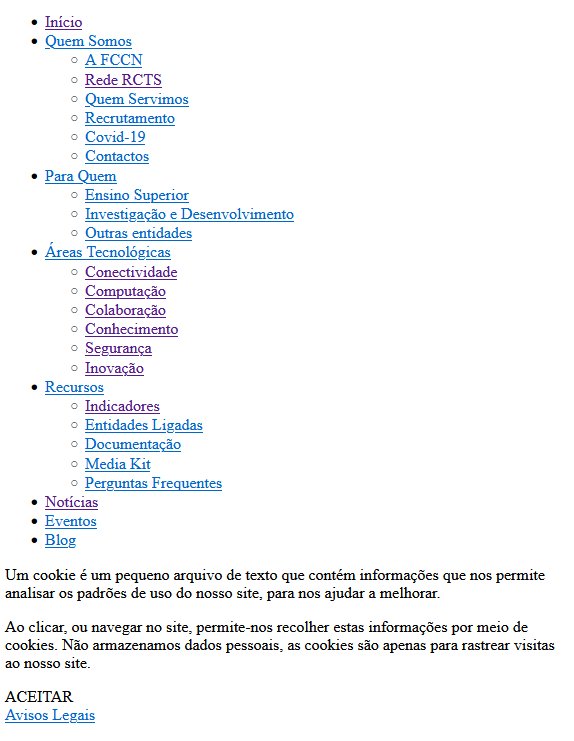 Início
Quem Somos
A FCCN
Rede RCTS
Quem Servimos
Recrutamento
Covid-19
Contactos
Para Quem
Ensino Superior
Investigação e Desenvolvimento
Outras entidades
Áreas Tecnológicas
Conectividade
Computação
Colaboração
Conhecimento
Segurança
Inovação
Recursos
Indicadores
Entidades Ligadas
Documentação
Media Kit
Perguntas Frequentes
Notícias
Eventos
Blog
Um cookie é um pequeno arquivo de texto que contém informações que nos permite
analisar os padrões de uso do nosso site, para nos ajudar a melhorar.
Ao clicar, ou navegar no site, permite-nos recolher estas informações por meio de
cookies. Não armazenamos dados pessoais, as cookies são apenas para rastrear visitas
ao nosso site.
ACEITAR
Avisos Legais